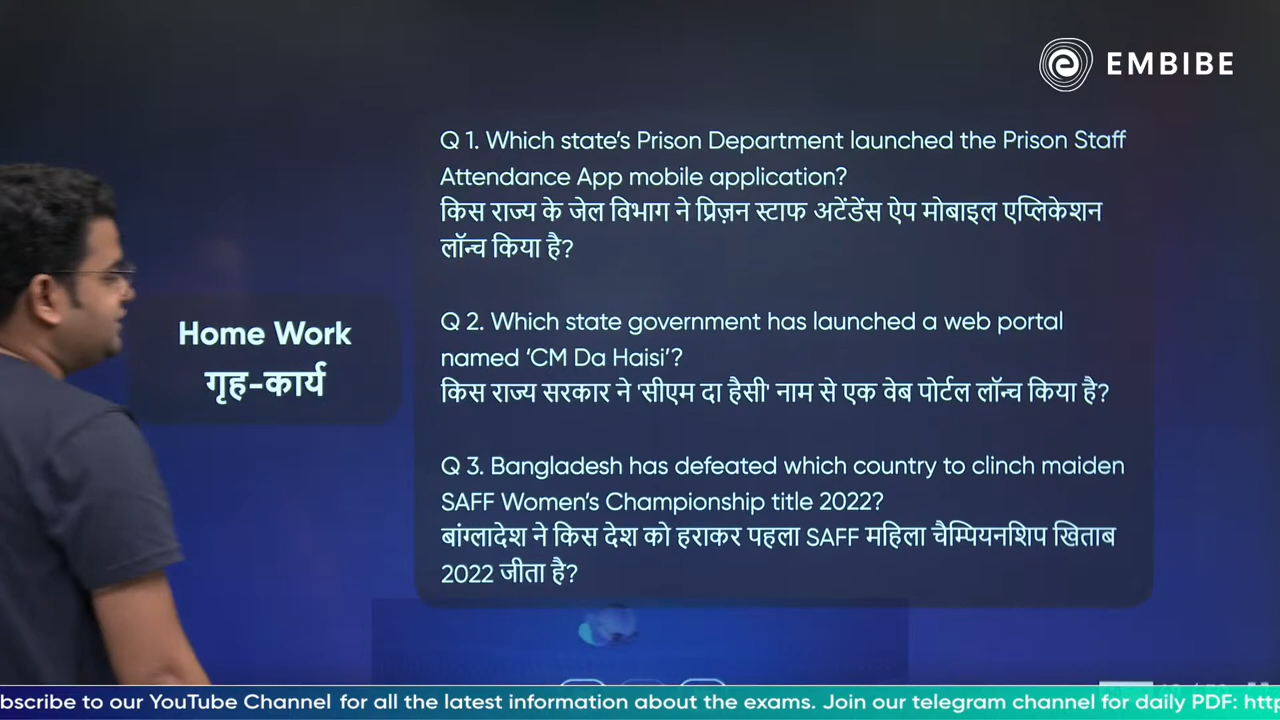 EMBIBE
Q 1. Which state's Prison Department launched the Prison Staff
Attendance App mobile application?
किस राज्य के जेल विभाग ने प्रिज़न स्टाफ अटेंडेंस ऐप मोबाइल एप्लिकेशन
लॉन्च किया है?
Home Work
गृह-कार्य
Q 2. Which state government has launched a web portal
named ‘CM Da Haisi’?
किस राज्य सरकार ने 'सीएम दा हैसी' नाम से एक वेब पोर्टल लॉन्च किया है?
Q 3. Bangladesh has defeated which country to clinch maiden
SAFF Women's Championship title 2022?
बांग्लादेश ने किस देश को हराकर पहला SAFF महिला चैम्पियनशिप खिताब
2022 जीता है?
bscribe to our YouTube Channel for all the latest information about the exams. Join our telegram channel for daily PDF: http